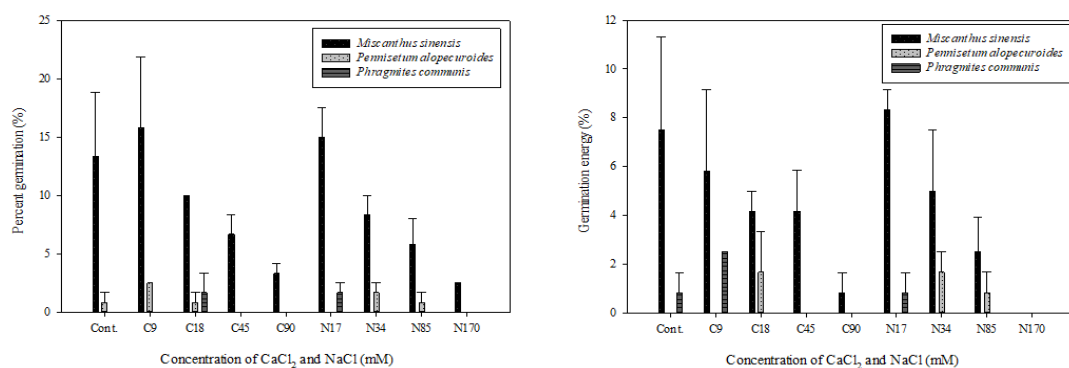 25
20
15
10
5
0
Percent germination (%)
Miscanthus sinensis
Pennisetum alopecuroides
Phragmites communis
Cont. C9 C18 C45 C90 N17 N34 N85 N170
Concentration of CaCl2 and NaCl (mM)
12
10
8
6
4
2
0
Germination energy (%)
Miscanthus sinensis
Pennisetum alopecuroides
Phragmites communis
Cont. C9 C18 C45 C90 N17 N34 N85 N170
Concentration of CaCl2 and NaCl (mM)